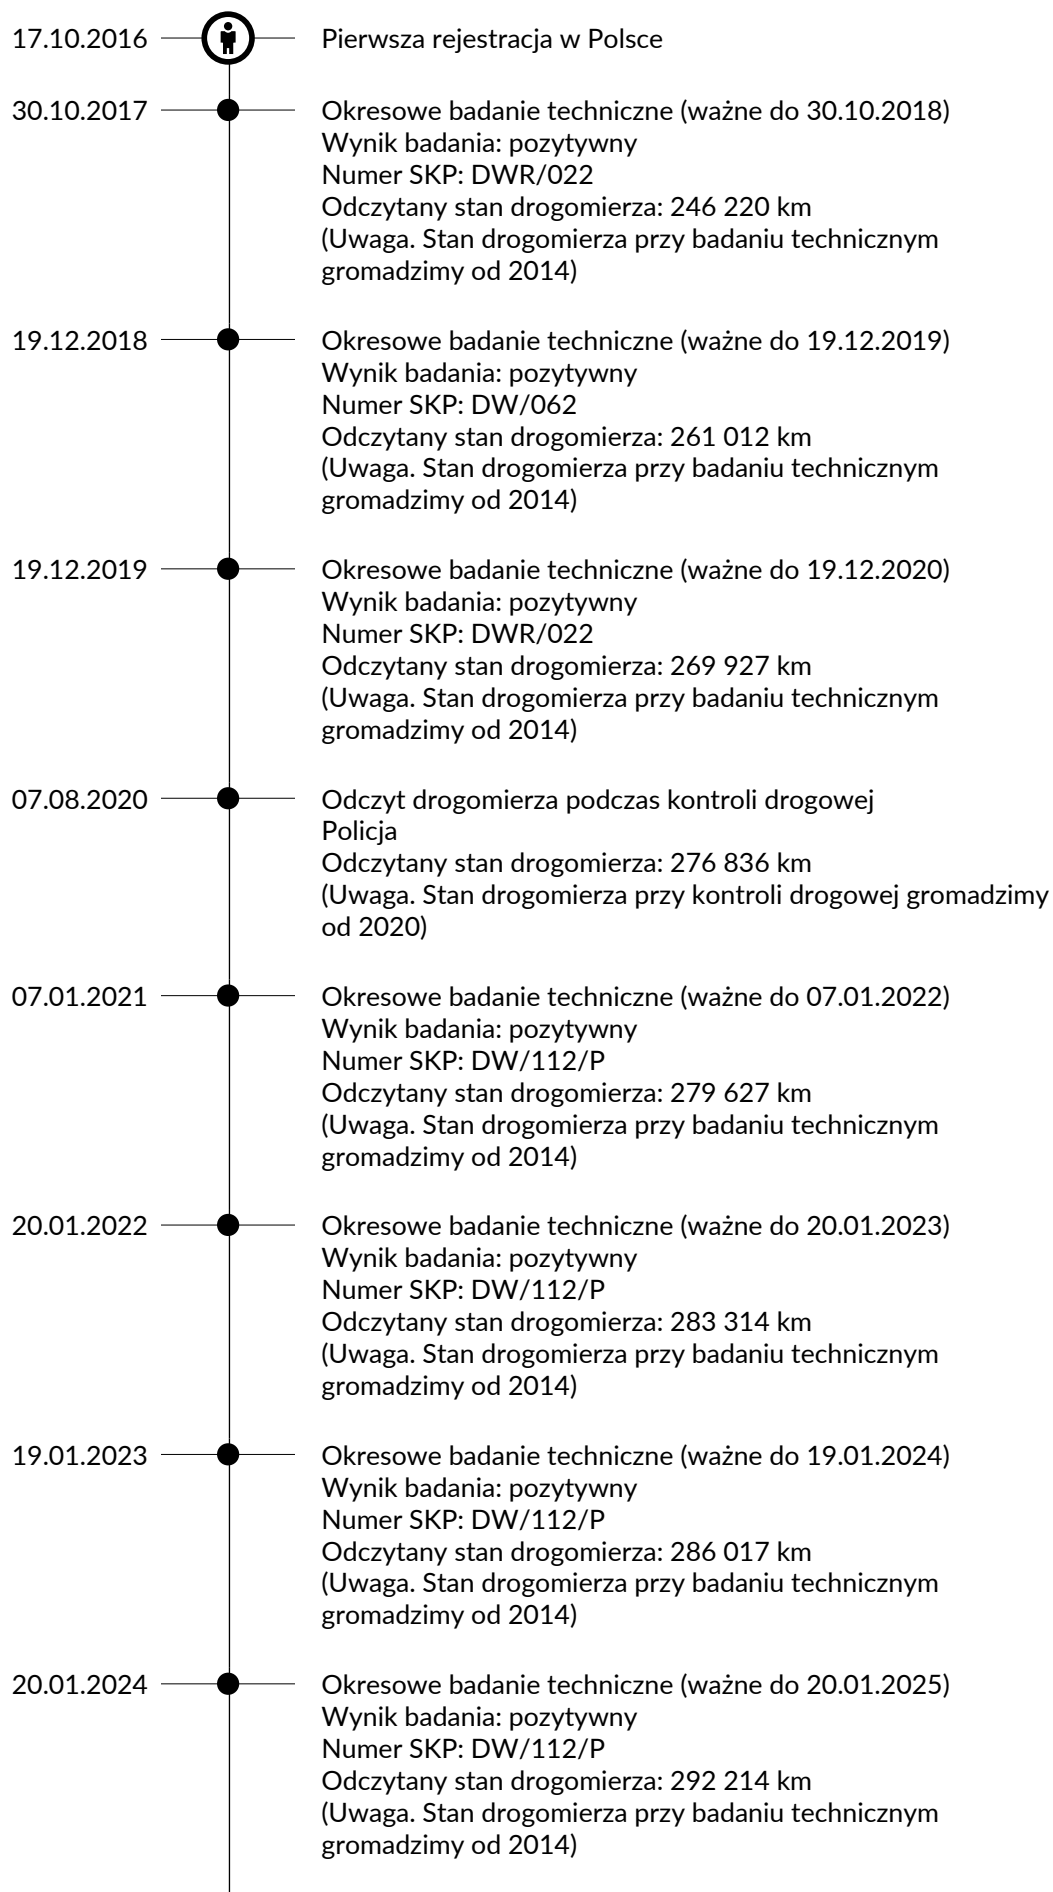 17.10.2016 Pierwsza rejestracja w Polsce
30.10.2017 Okresowe badanie techniczne (ważne do 30.10.2018)
Wynik badania: pozytywny
Numer SKP: DWR/022
Odczytany stan drogomierza: 246 220 km
(Uwaga. Stan drogomierza przy badaniu technicznym
gromadzimy od 2014)
19.12.2018 Okresowe badanie techniczne (ważne do 19.12.2019)
Wynik badania: pozytywny
Numer SKP: DW/062
Odczytany stan drogomierza: 261 012 km
(Uwaga. Stan drogomierza przy badaniu technicznym
gromadzimy od 2014)
19.12.2019 Okresowe badanie techniczne (ważne do 19.12.2020)
Wynik badania: pozytywny
Numer SKP: DWR/022
Odczytany stan drogomierza: 269 927 km
(Uwaga. Stan drogomierza przy badaniu technicznym
gromadzimy od 2014)
07.08.2020 Odczyt drogomierza podczas kontroli drogowej
Policja
Odczytany stan drogomierza: 276 836 km
(Uwaga. Stan drogomierza przy kontroli drogowej gromadzimy
od 2020)
07.01.2021 Okresowe badanie techniczne (ważne do 07.01.2022)
Wynik badania: pozytywny
Numer SKP: DW/112/P
Odczytany stan drogomierza: 279 627 km
(Uwaga. Stan drogomierza przy badaniu technicznym
gromadzimy od 2014)
20.01.2022 Okresowe badanie techniczne (ważne do 20.01.2023)
Wynik badania: pozytywny
Numer SKP: DW/112/P
Odczytany stan drogomierza: 283 314 km
(Uwaga. Stan drogomierza przy badaniu technicznym
gromadzimy od 2014)
19.01.2023 Okresowe badanie techniczne (ważne do 19.01.2024)
Wynik badania: pozytywny
Numer SKP: DW/112/P
Odczytany stan drogomierza: 286 017 km
(Uwaga. Stan drogomierza przy badaniu technicznym
gromadzimy od 2014)
20.01.2024 Okresowe badanie techniczne (ważne do 20.01.2025)
Wynik badania: pozytywny
Numer SKP: DW/112/P
Odczytany stan drogomierza: 292 214 km
(Uwaga. Stan drogomierza przy badaniu technicznym
gromadzimy od 2014)